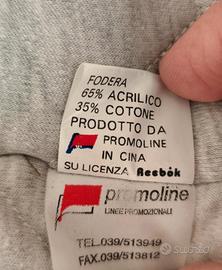 FODERA
65% ACRILICO
35% COTONE
PRODOTTO DA
PROMOLINE
IN CINA
SU LICENZA Reebok
promoline
LINEE PROMOZIONALI
TEL.039/513949
FAX.039/513812
subito